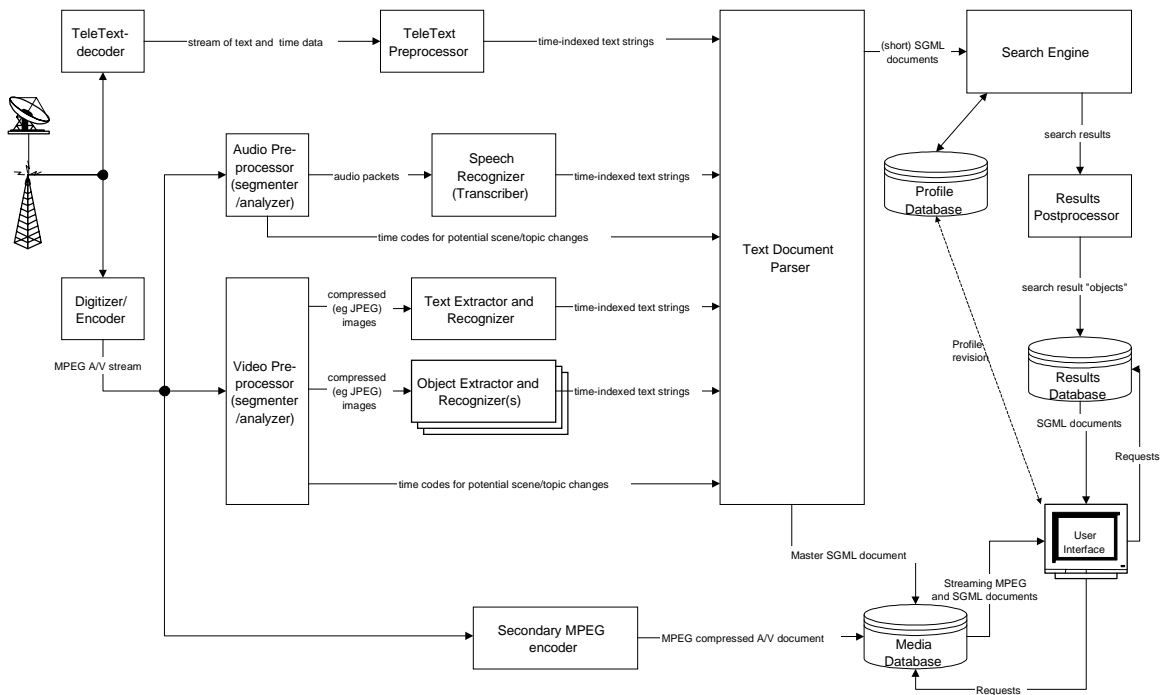 TeleText-
decoder
stream of text and time data
TeleText
Preprocessor
time-indexed text strings
(short) SGML
documents
Search Engine
Audio Pre-
processor
(segmenter
/analyzer)
audio packets
Speech
Recognizer
(Transcriber)
time-indexed text strings
time codes for potential scene/topic changes
Text Document
Parser
search results
Profile
Database
Results
Postprocessor
search result "objects"
Digitizer/
Encoder
MPEG A/V stream
Video Pre-
processor
(segmenter
/analyzer)
compressed
(eg JPEG)
images
Text Extractor and
Recognizer
time-indexed text strings
compressed
(eg JPEG)
images
Object Extractor and
Recognizer(s)
time-indexed text strings
time codes for potential scene/topic changes
Profile
revision
Results
Database
SGML documents
Requests
User
Interface
Master SGML document
Streaming MPEG
and SGML documents
Secondary MPEG
encoder
MPEG compressed A/V document
Media
Database
Requests